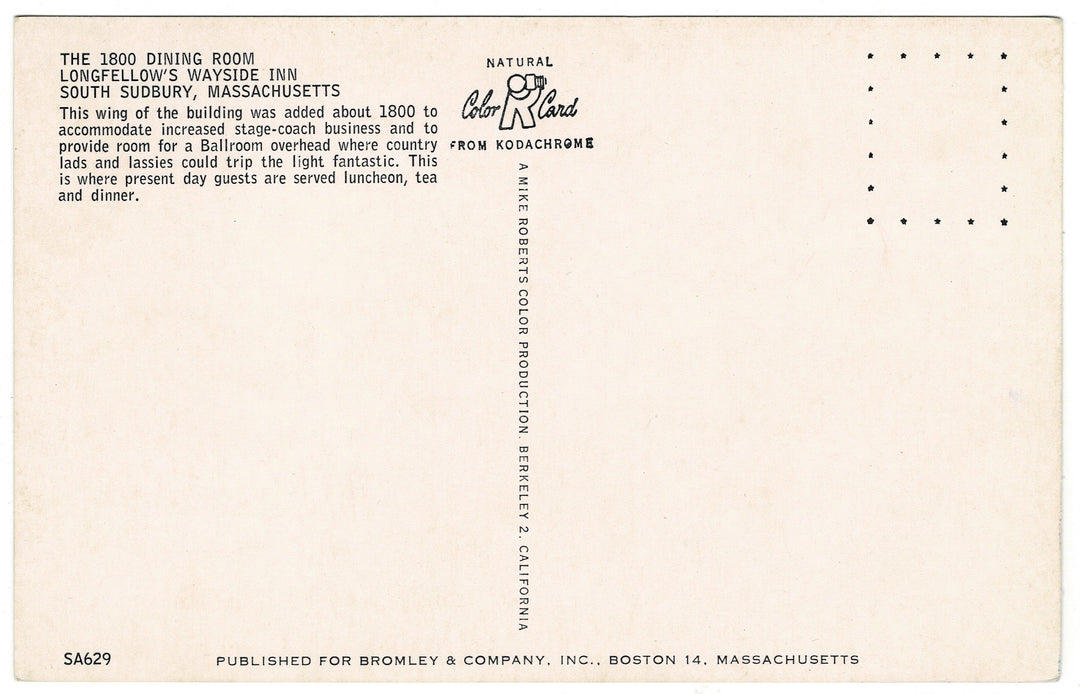 THE 1800 DINING ROOM
LONGFELLOW'S WAYSIDE INN
SOUTH SUDBURY, MASSACHUSETTS
This wing of the building was added about 1800 to
accommodate increased stage-coach business and to
provide room for a Ballroom overhead where country
lads and lassies could trip the light fantastic. This
is where present day guests are served luncheon, tea
and dinner.
NATURAL
Color Card
FROM KODACHROME
A MIKE ROBERTS COLOR PRODUCTION. BERKELEY 2. CALIFORNIA
SA629
PUBLISHED FOR BROMLEY & COMPANY, INC., BOSTON 14, MASSACHUSETTS